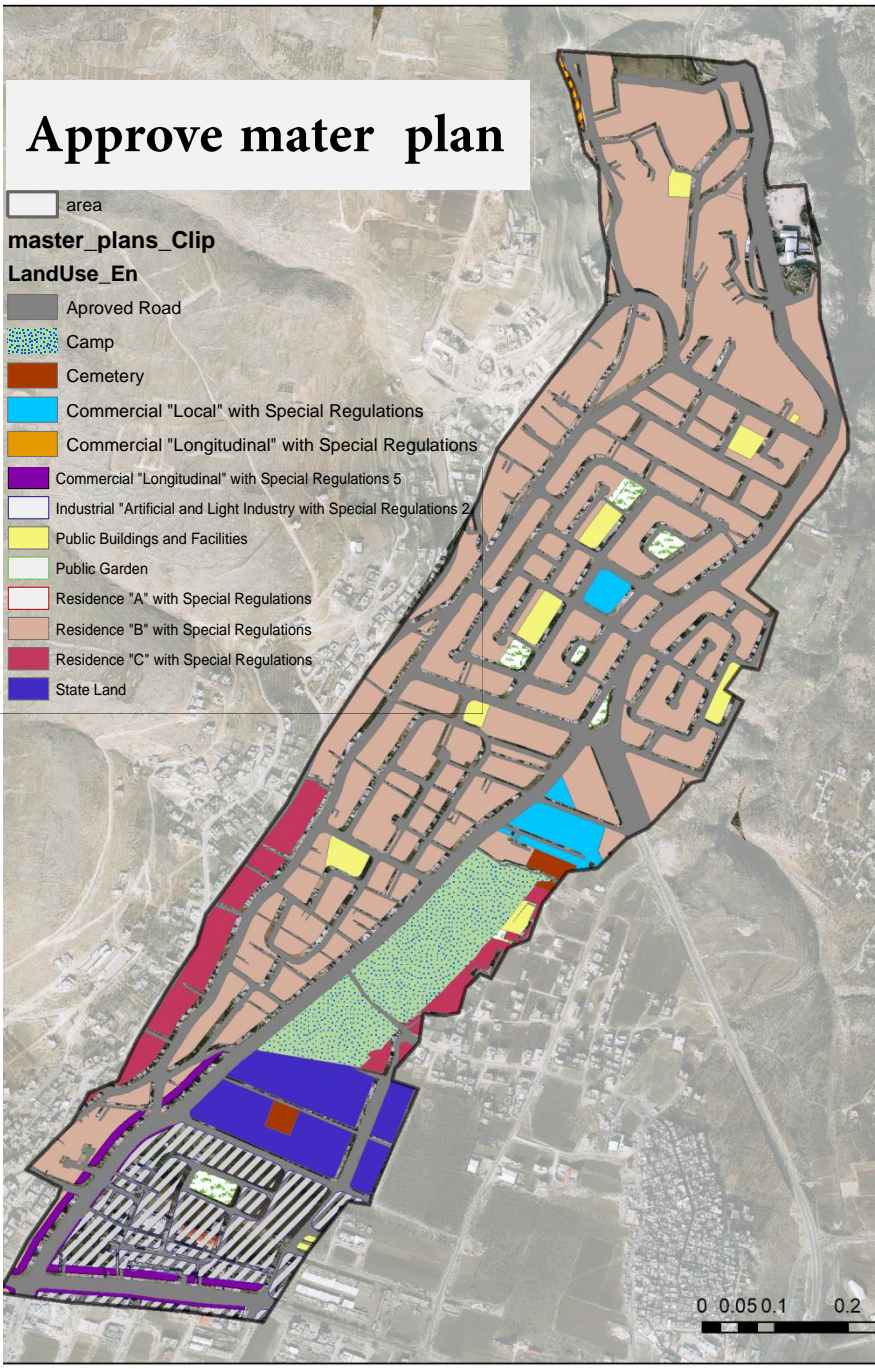 Approve mater plan
area
master_plans_Clip
LandUse_En
Aproved Road
Camp
Cemetery
Commercial "Local" with Special Regulations
Commercial "Longitudinal" with Special Regulations
Commercial "Longitudinal" with Special Regulations 5
Industrial "Artificial and Light Industry with Special Regulations 2
Public Buildings and Facilities
Public Garden
Residence "A" with Special Regulations
Residence "B" with Special Regulations
Residence "C" with Special Regulations
State Land
0 0.05 0.1 0.2